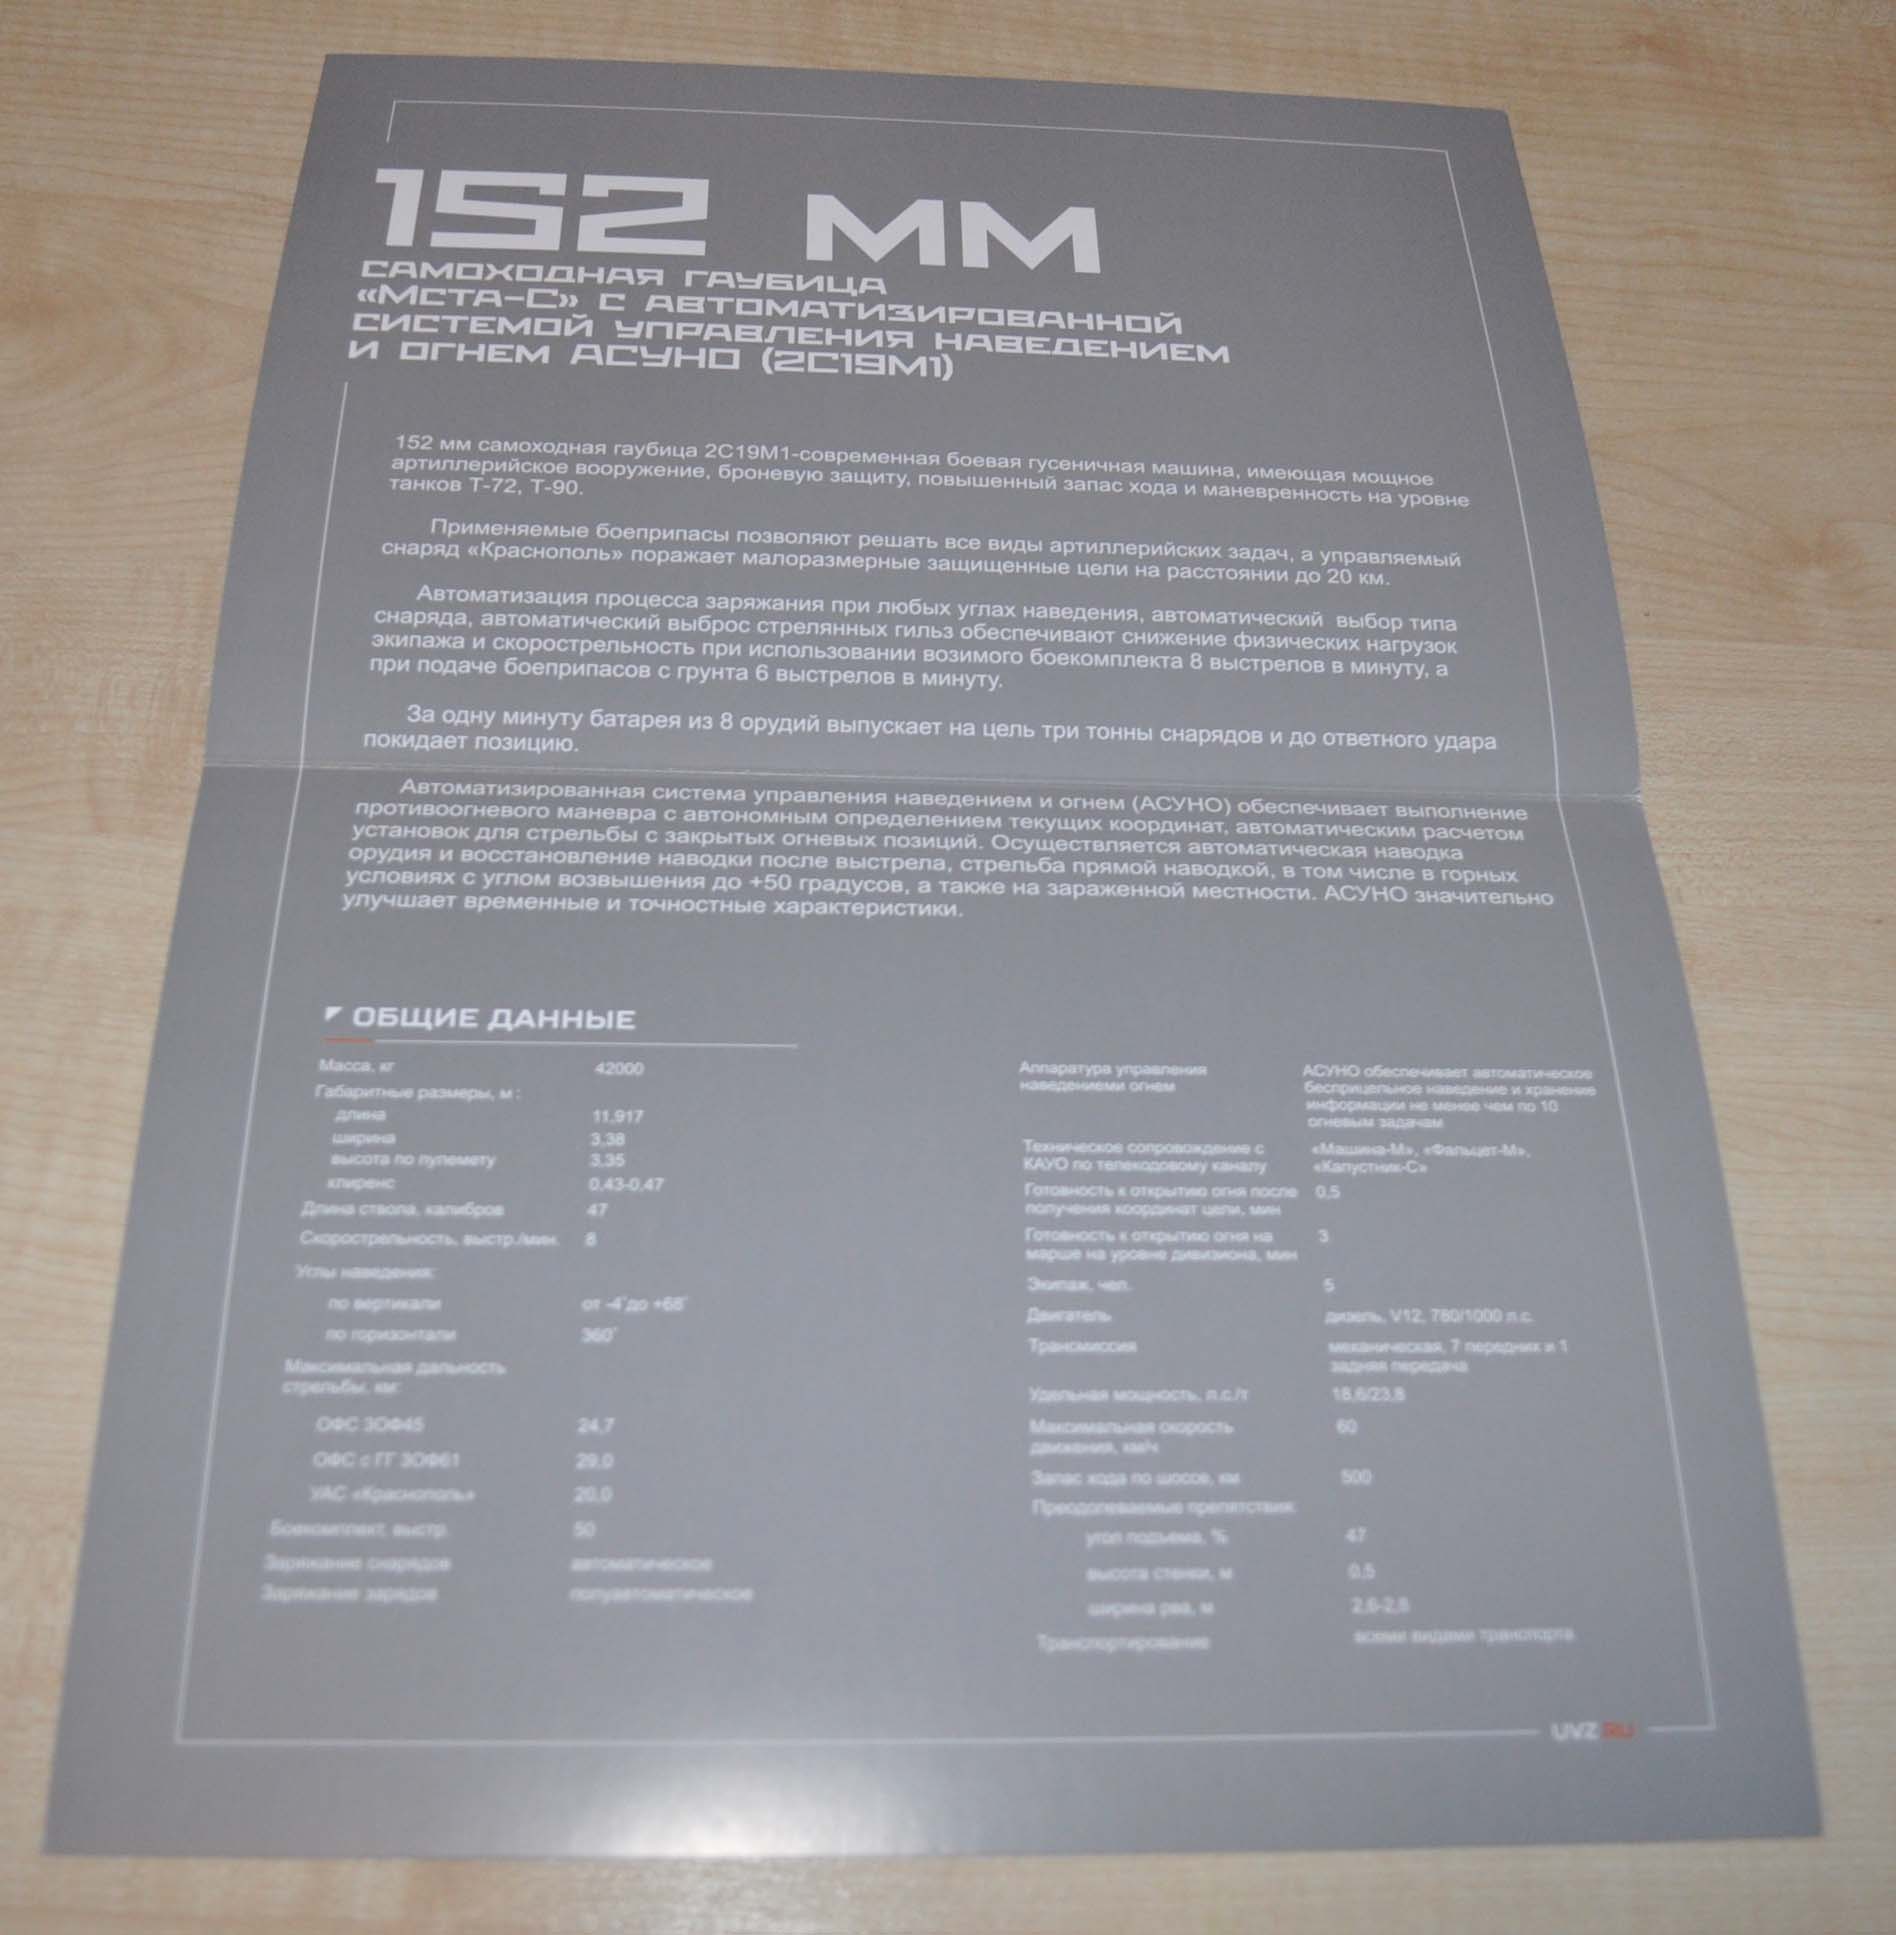 152 мм
самоходная гаубица
«Мста-С» с автоматизированной
системой управления наведением
и огнем АСУНО (2С19М1)
152 мм самоходная гаубица 2С19М1-современная боевая гусеничная машина, имеющая мощное
артиллерийское вооружение, броневую защиту, повышенный запас хода и маневренность на уровне
танков Т-72, Т-90.
Применяемые боеприпасы позволяют решать все виды артиллерийских задач, а управляемый
снаряд «Краснополь» поражает малоразмерные защищенные цели на расстоянии до 20 км.
Автоматизация процесса заряжания при любых углах наведения, автоматический выбор типа
снаряда, автоматический выброс стрелянных гильз обеспечивают снижение физических нагрузок
экипажа и скорострельность при использовании возимого боекомплекта 8 выстрелов в минуту, а
при подаче боеприпасов с грунта 6 выстрелов в минуту.
За одну минуту батарея из 8 орудий выпускает на цель три тонны снарядов и до ответного удара
покидает позицию.
Автоматизированная система управления наведением и огнем (АСУНО) обеспечивает выполнение
противоогневого маневра с автономным определением текущих координат, автоматическим расчетом
установок для стрельбы с закрытых огневых позиций. Осуществляется автоматическая наводка
орудия и восстановление наводки после выстрела, стрельба прямой наводкой, в том числе в горных
условиях с углом возвышения до +50 градусов, а также на зараженной местности. АСУНО значительно
улучшает временные и точностные характеристики.
ОБЩИЕ ДАННЫЕ
Масса, кг 42000
Габаритные размеры, м :
длина 11,917
ширина 3,38
высота по пулемету 3,35
клиренс 0,43-0,47
Длина ствола, калибров 47
Скорострельность, выстр./мин. 8
Углы наведения:
по вертикали от -4˚до +68˚
по горизонтали 360˚
Максимальная дальность
стрельбы, км:
ОФС 3ОФ45 24,7
ОФС с ГГ 3ОФ61 29,0
УАС «Краснополь» 20,0
Боекомплект, выстр. 50
Заряжание снарядов автоматическое
Заряжание зарядов полуавтоматическое
Аппаратура управления АСУНО обеспечивает автоматическое
наведениеми огнем бесприцельное наведение и хранение
информации не менее чем по 10
огневым задачам
Техническое сопровождение с «Машина-М», «Фальцет-М»,
КАУО по телекодовому каналу «Капустник-С»
Готовность к открытию огня после 0,5
получения координат цели, мин
Готовность к открытию огня на 3
марше на уровне дивизиона, мин
Экипаж, чел. 5
Двигатель дизель, V12, 780/1000 л.с.
Трансмиссия механическая, 7 передних и 1
задняя передача
Удельная мощность, л.с./т 18,6/23,8
Максимальная скорость 60
движения, км/ч
Запас хода по шоссе, км 500
Преодолеваемые препятствия:
угол подъема, % 47
высота стенки, м 0,5
ширина рва, м 2,6-2,8
Транспортирование всеми видами транспорта
UVZ.RU